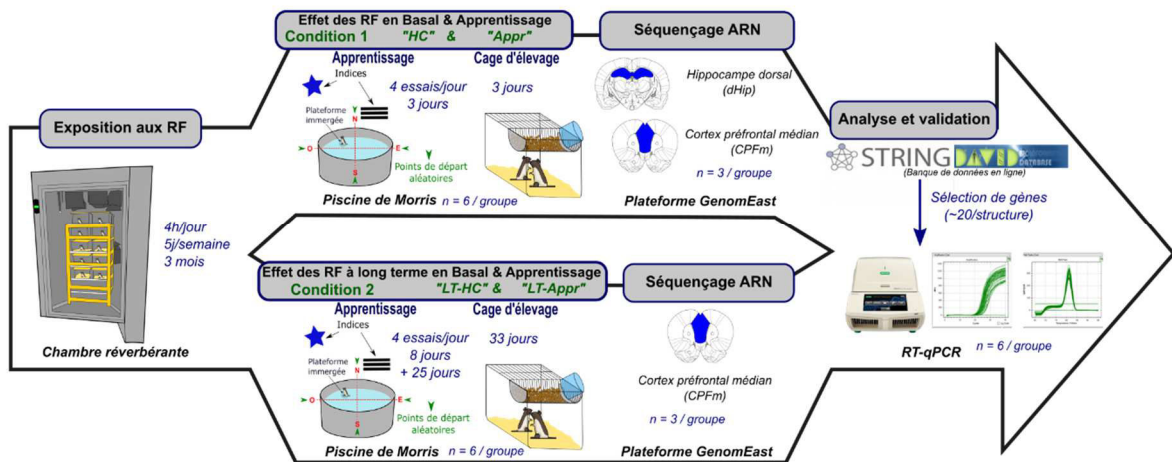 Exposition aux RF
4h/jour
5j/semaine
3 mois
Chambre réverbérante
Effet des RF en Basal & Apprentissage
Condition 1 "HC" & "Appr"
Apprentissage
Indices
4 essais/jour
3 jours
Plateforme
immergée
N
O
E
S
Points de départ
aléatoires
Piscine de Morris n = 6 / groupe
Cage d'élevage
3 jours
Séquençage ARN
Hippocampe dorsal
(dHip)
Cortex préfrontal médian
(CPFm)
n = 3 / groupe
Plateforme GenomEast
Effet des RF à long terme en Basal & Apprentissage
Condition 2 "LT-HC" & "LT-Appr"
Apprentissage
Indices
4 essais/jour
8 jours
+ 25 jours
Plateforme
immergée
N
O
E
S
Points de départ
aléatoires
Piscine de Morris n = 6 / groupe
Cage d'élevage
33 jours
Séquençage ARN
Cortex préfrontal médian
(CPFm)
n = 3 / groupe
Plateforme GenomEast
Analyse et validation
STRING DAVID DATABASE
(Banque de données en ligne)
Sélection de gènes
(~20/structure)
RT-qPCR n = 6 / groupe